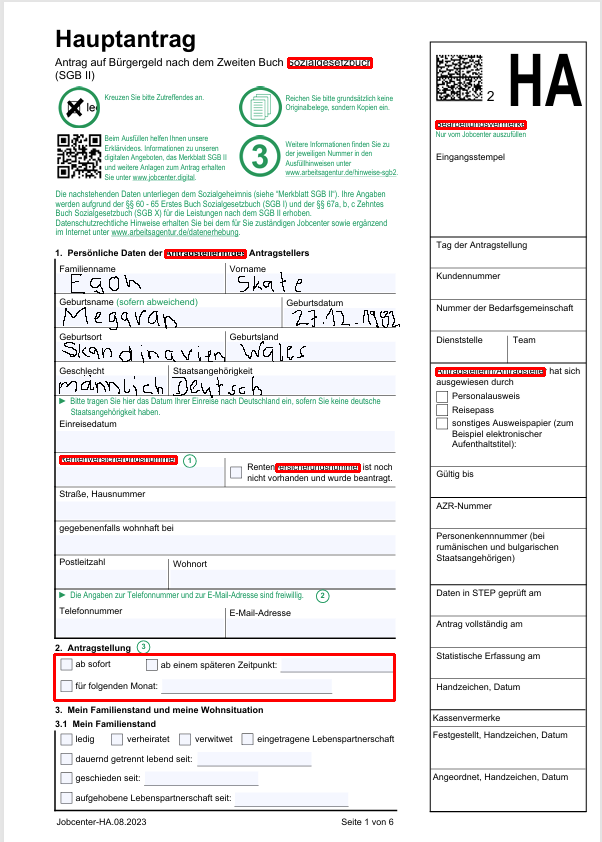 Hauptantrag
Antrag auf Bürgergeld nach dem Zweiten Buch Sozialgesetzbuch
(SGB II)
Kreuzen Sie bitte Zutreffendes an.
Reichen Sie bitte grundsätzlich keine
Originalbelege, sondern Kopien ein.
Beim Ausfüllen helfen Ihnen unsere
Erklärvideos. Informationen zu unseren
digitalen Angeboten, das Merkblatt SGB II
und weitere Anlagen zum Antrag erhalten
Sie unter www.jobcenter.digital.
3
Weitere Informationen finden Sie zu
der jeweiligen Nummer in den
Ausfüllhinweisen unter
www.arbeitsagentur.de/hinweise-sgb2.
Die nachstehenden Daten unterliegen dem Sozialgeheimnis (siehe "Merkblatt SGB II"). Ihre Angaben
werden aufgrund der §§ 60 - 65 Erstes Buch Sozialgesetzbuch (SGB I) und der §§ 67a, b, c Zehntes
Buch Sozialgesetzbuch (SGB X) für die Leistungen nach dem SGB II erhoben.
Datenschutzrechtliche Hinweise erhalten Sie bei dem für Sie zuständigen Jobcenter sowie ergänzend
im Internet unter www.arbeitsagentur.de/datenerhebung.
1. Persönliche Daten der Antragstellerin/des Antragstellers
Familienname Vorname
Egon Skate
Geburtsname (sofern abweichend) Geburtsdatum
Megavan 27.12.1982
Geburtsort Geburtsland
Skandinavien Wales
Geschlecht Staatsangehörigkeit
männlich Deutsch
Bitte tragen Sie hier das Datum Ihrer Einreise nach Deutschland ein, sofern Sie keine deutsche
Staatsangehörigkeit haben.
Einreisedatum
Rentenversicherungsnummer 1
Rentenversicherungsnummer ist noch
nicht vorhanden und wurde beantragt.
Straße, Hausnummer
gegebenenfalls wohnhaft bei
Postleitzahl Wohnort
Die Angaben zur Telefonnummer und zur E-Mail-Adresse sind freiwillig. 2
Telefonnummer E-Mail-Adresse
2. Antragstellung 3
ab sofort ab einem späteren Zeitpunkt:
für folgenden Monat:
3. Mein Familienstand und meine Wohnsituation
3.1 Mein Familienstand
ledig verheiratet verwitwet eingetragene Lebenspartnerschaft
dauernd getrennt lebend seit:
geschieden seit:
aufgehobene Lebenspartnerschaft seit:
Jobcenter-HA.08.2023 Seite 1 von 6
2 HA
Bearbeitungsvermerke
Nur vom Jobcenter auszufüllen
Eingangsstempel
Tag der Antragstellung
Kundennummer
Nummer der Bedarfsgemeinschaft
Dienststelle Team
Antragstellerin/Antragsteller hat sich
ausgewiesen durch
Personalausweis
Reisepass
sonstiges Ausweispapier (zum
Beispiel elektronischer
Aufenthaltstitel):
Gültig bis
AZR-Nummer
Personenkennnummer (bei
rumänischen und bulgarischen
Staatsangehörigen)
Daten in STEP geprüft am
Antrag vollständig am
Statistische Erfassung am
Handzeichen, Datum
Kassenvermerke
Festgestellt, Handzeichen, Datum
Angeordnet, Handzeichen, Datum